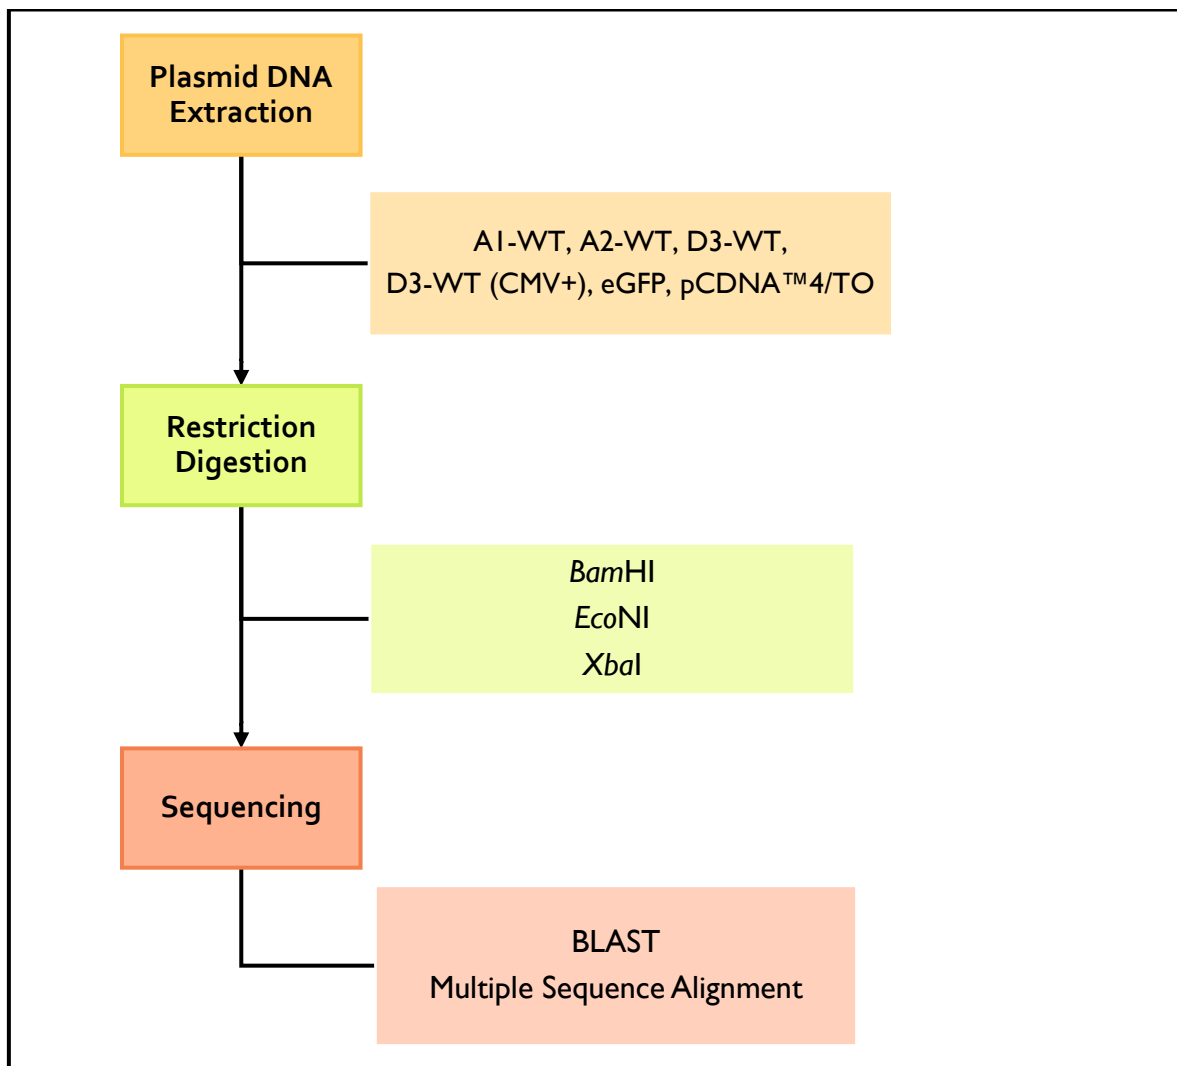 Plasmid DNA
Extraction
A1-WT, A2-WT, D3-WT,
D3-WT (CMV+), eGFP, pCDNA™4/TO
Restriction
Digestion
BamHI
EcoNI
XbaI
Sequencing
BLAST
Multiple Sequence Alignment